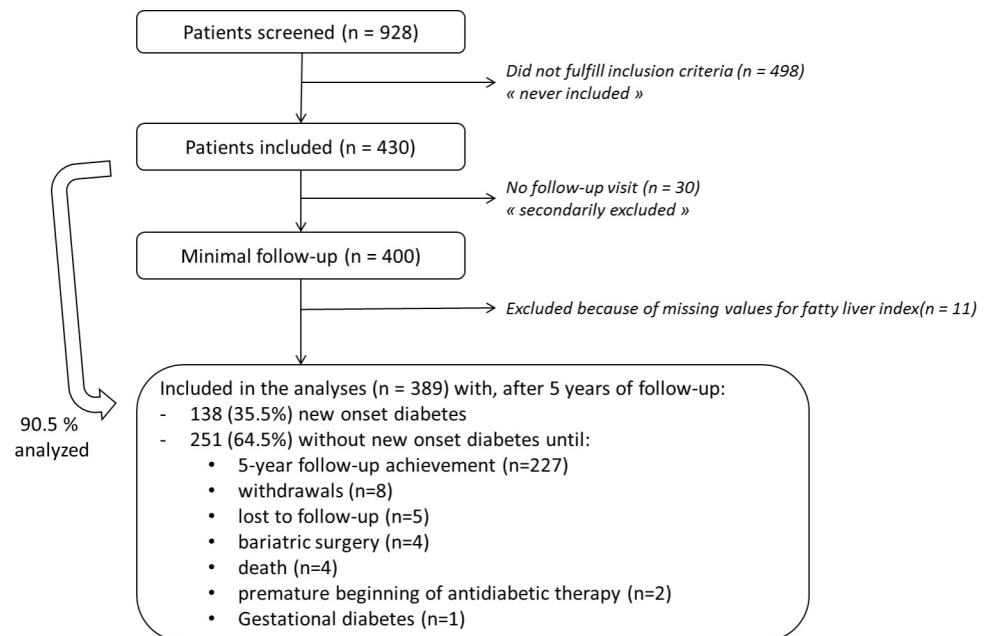 Patients screened (n = 928)
Did not fulfill inclusion criteria (n = 498)
« never included »
Patients included (n = 430)
No follow-up visit (n = 30)
« secondarily excluded »
Minimal follow-up (n = 400)
Excluded because of missing values for fatty liver index(n = 11)
Included in the analyses (n = 389) with, after 5 years of follow-up:
- 138 (35.5%) new onset diabetes
- 251 (64.5%) without new onset diabetes until:
• 5-year follow-up achievement (n=227)
• withdrawals (n=8)
• lost to follow-up (n=5)
• bariatric surgery (n=4)
• death (n=4)
• premature beginning of antidiabetic therapy (n=2)
• Gestational diabetes (n=1)
90.5 %
analyzed